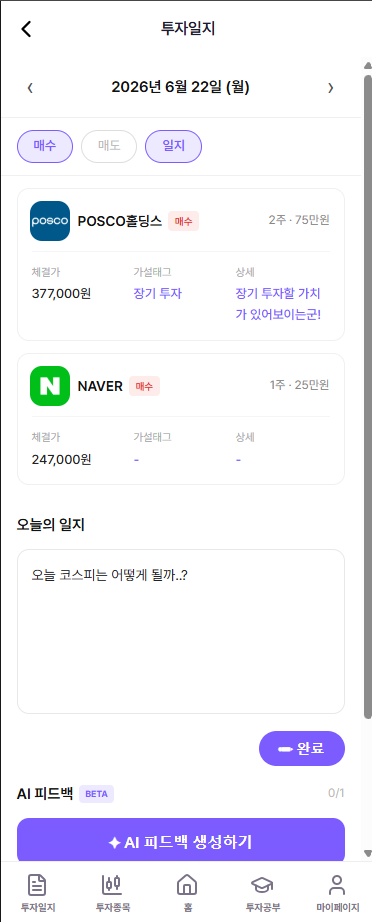 투자일지
2026년 6월 22일 (월)
매수 매도 일지
posco POSCO홀딩스 매수 2주 · 75만원
체결가 가설태그 상세
377,000원 장기 투자 장기 투자할 가치
가 있어보이는군!
N NAVER 매수 1주 · 25만원
체결가 가설태그 상세
247,000원 - -
오늘의 일지
오늘 코스피는 어떻게 될까..?
완료
AI 피드백 BETA 0/1
AI 피드백 생성하기
투자일지 투자종목 홈 투자공부 마이페이지